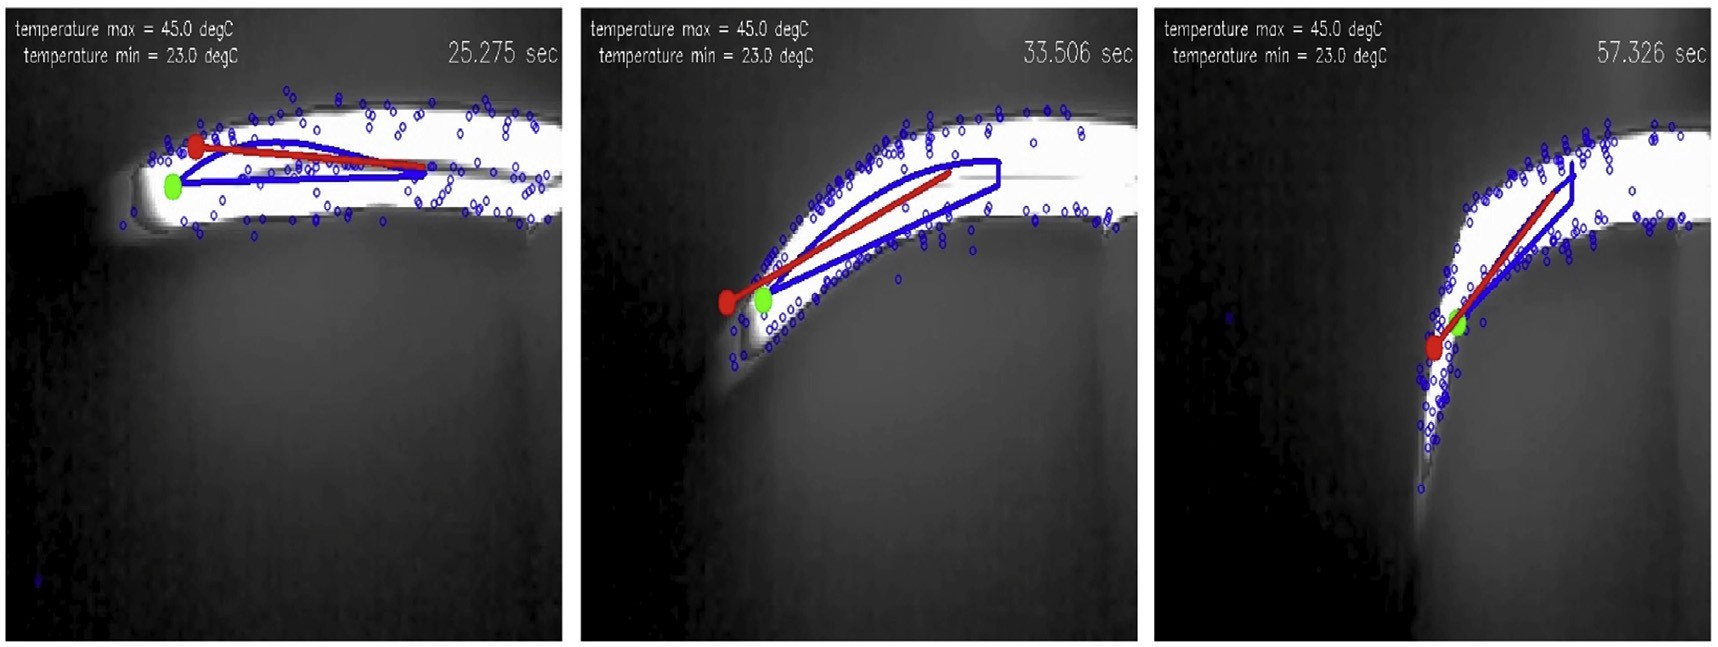 temperature max = 45.0 degC
temperature min = 23.0 degC
25.275 sec
temperature max = 45.0 degC
temperature min = 23.0 degC
33.506 sec
temperature max = 45.0 degC
temperature min = 23.0 degC
57.326 sec